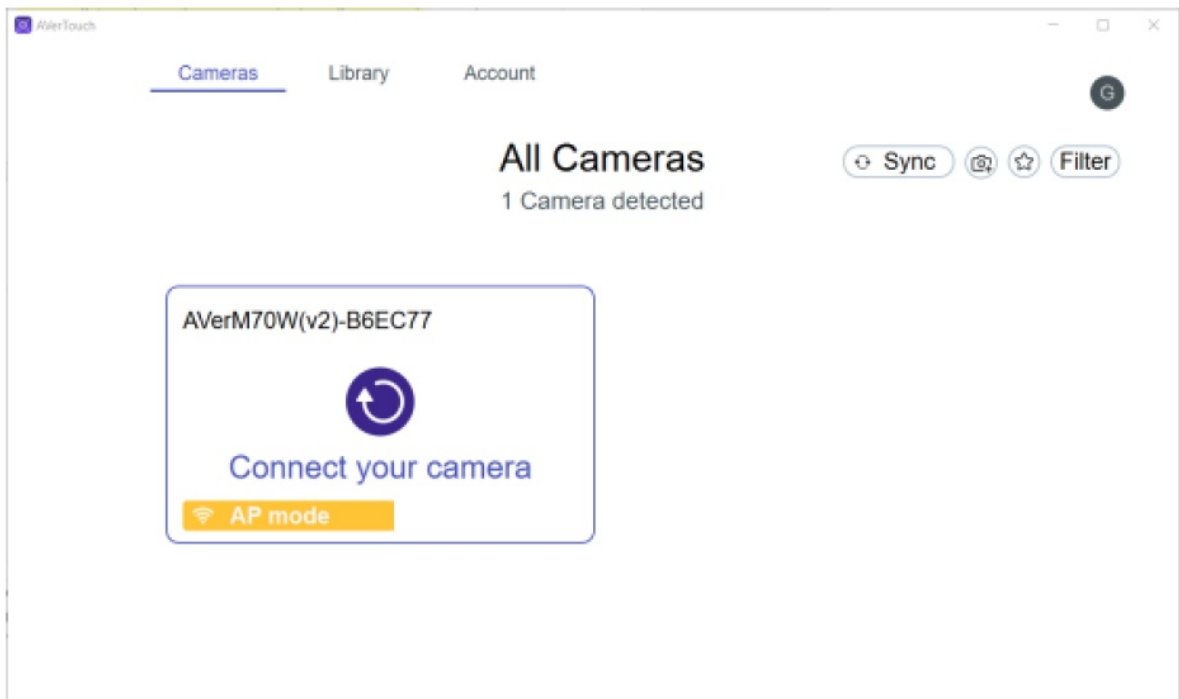 AVerTouch
Cameras Library Account
G
All Cameras
Sync
Filter
1 Camera detected
AVerM70W(v2)-B6EC77
Connect your camera
AP mode